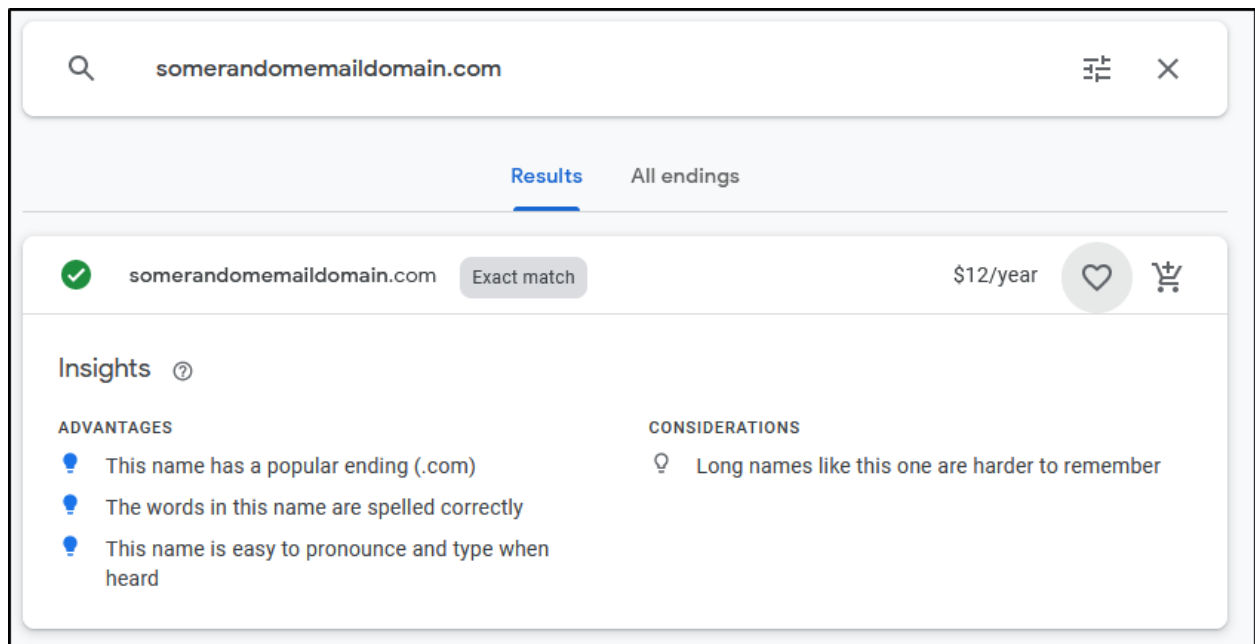 somerandomemaildomain.com
Results All endings
somerandomemaildomain.com Exact match $12/year
Insights
ADVANTAGES
This name has a popular ending (.com)
The words in this name are spelled correctly
This name is easy to pronounce and type when
heard
CONSIDERATIONS
Long names like this one are harder to remember